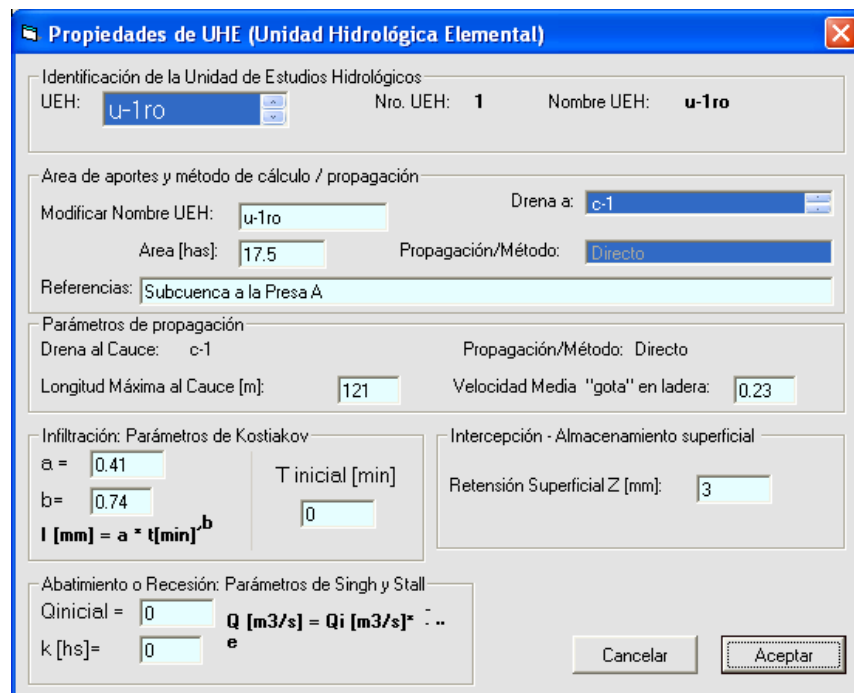 Propiedades de UHE (Unidad Hidrológica Elemental)
Identificación de la Unidad de Estudios Hidrológicos
UEH: u-1ro Nro. UEH: 1 Nombre UEH: u-1ro
Area de aportes y método de cálculo / propagación
Drena a: c-1
Modificar Nombre UEH: u-1ro
Area [has]: 17.5 Propagación/Método: Directo
Referencias: Subcuenca a la Presa A
Parámetros de propagación
Drena al Cauce: c-1 Propagación/Método: Directo
Longitud Máxima al Cauce [m]: 121 Velocidad Media "gota" en ladera: 0.23
Infiltración: Parámetros de Kostiakov
a = 0.41
b= 0.74
I [mm] = a * t[min]^b
T inicial [min]
0
Intercepción - Almacenamiento superficial
Retensión Superficial Z [mm]: 3
Abatimiento o Recesión: Parámetros de Singh y Stall
Qinicial = 0
k [hs]= 0
Q [m3/s] = Qi [m3/s]*
e
Cancelar Aceptar